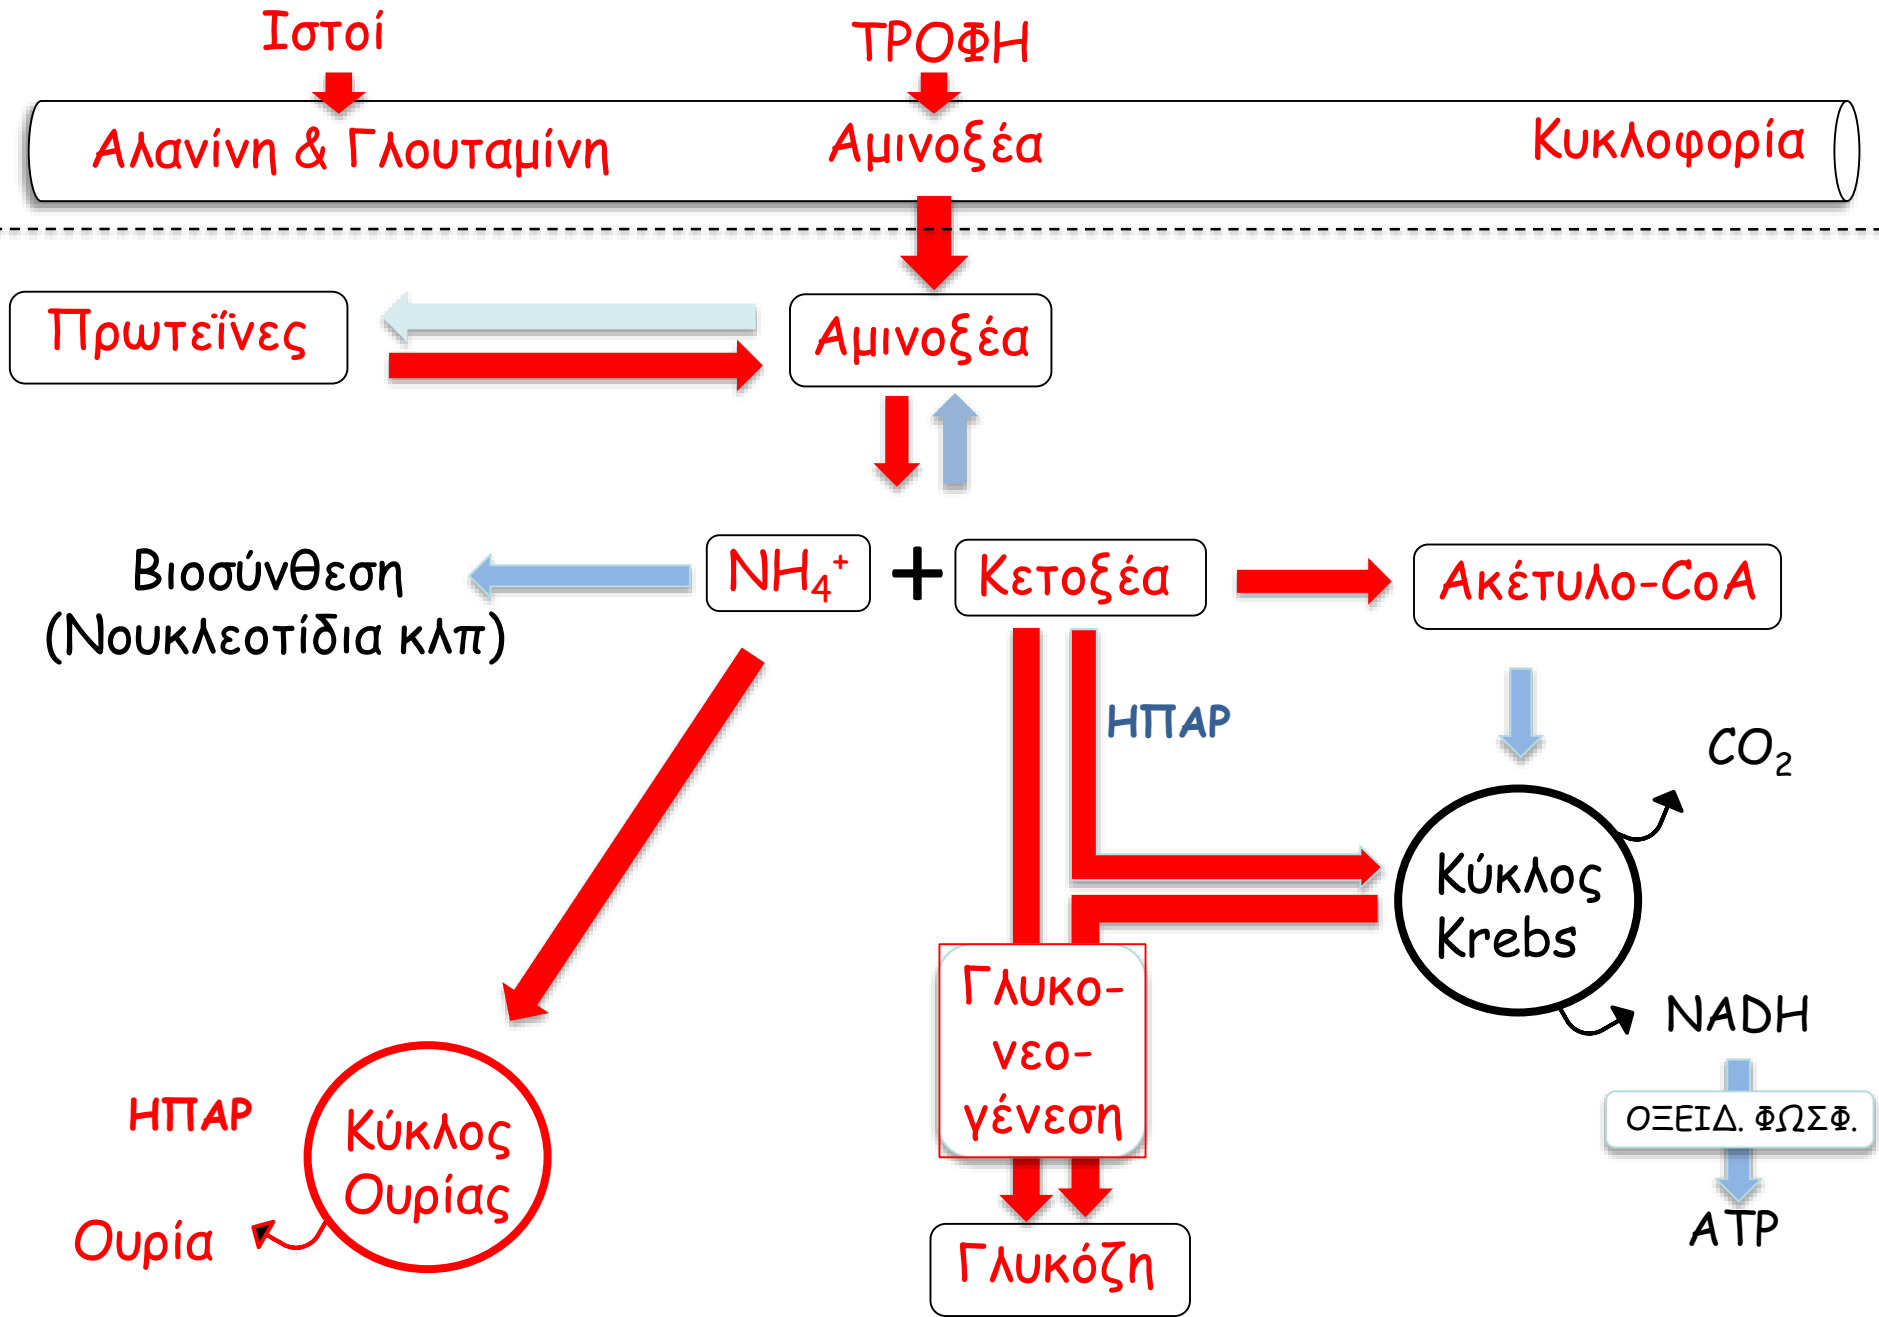 Ιστοί
ΤΡΟΦΗ
Αλανίνη & Γλουταμίνη
Αμινοξέα
Κυκλοφορία
Πρωτεΐνες
Αμινοξέα
Βιοσύνθεση
(Νουκλεοτίδια κλπ)
NH₄⁺
+
Κετοξέα
Ακέτυλο-CoA
ΗΠΑΡ
CO₂
Κύκλος
Krebs
Γλυκο-
νεο-
γένεση
NADH
ΟΞΕΙΔ. ΦΩΣΦ.
ATP
ΗΠΑΡ
Κύκλος
Ουρίας
Ουρία
Γλυκόζη